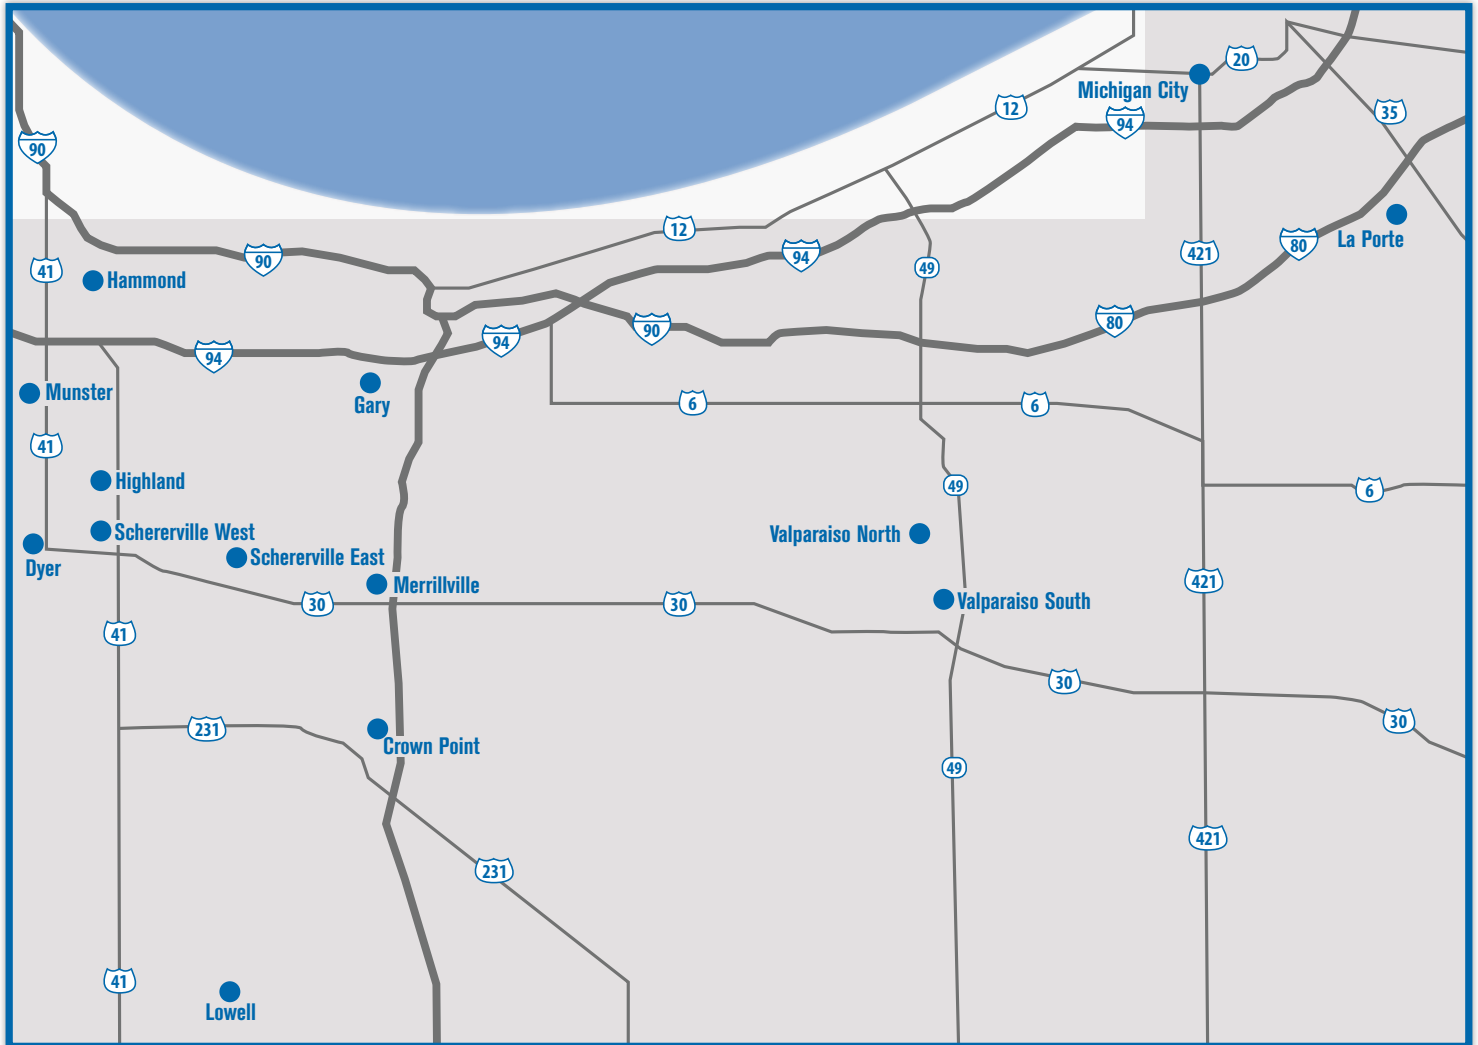 20
Michigan City
12
35
94
90
La Porte
12
41
90
94
49
421
80
Hammond
80
90
94
94
Munster
Gary
6
6
41
Highland
49
6
Schererville West
Valparaiso North
Dyer
Schererville East
Merrillville
421
30
30
Valparaiso South
41
30
231
30
Crown Point
49
421
231
41
Lowell